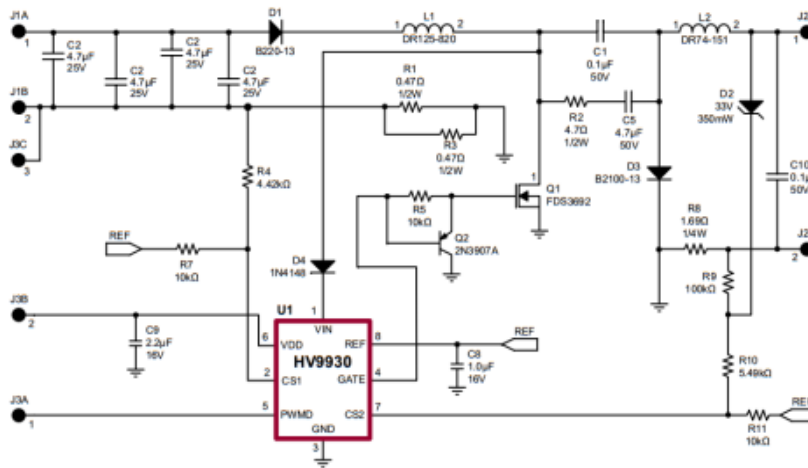 J1A
1
C2
4.7µF
25V
C2
4.7µF
25V
C2
4.7µF
25V
C2
4.7µF
25V
D1
B220-13
L1
1
2
DR125-820
C1
0.1µF
50V
L2
1
2
DR74-151
1
J1B
2
J3C
3
R1
0.47Ω
1/2W
R3
0.47Ω
1/2W
R2
4.7Ω
1/2W
C5
4.7µF
50V
D2
33V
350mW
R4
4.42kΩ
R5
10kΩ
1
Q1
FDS3692
D3
B2100-13
C10
50V
REF
R7
10kΩ
D4
1N4148
Q2
2N3907A
R8
1.69Ω
1/4W
2
R9
100kΩ
J3B
2
C9
2.2µF
16V
U1
1
VIN
6
VDD
REF
8
HV9930
2
CS1
GATE
4
C8
1.0µF
16V
REF
R10
5.49kΩ
J3A
1
5
PWMD
CS2
7
GND
3
R11
10kΩ